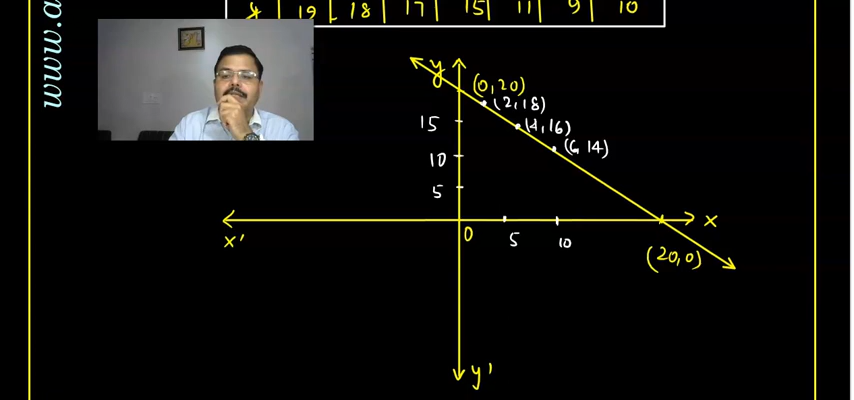 www.a
y 19 18 17 15 11 9 10
y
(0,20)
(2,18)
15 (4,16)
10 (6,14)
5
x' 0 5 10 x
(20,0)
y'